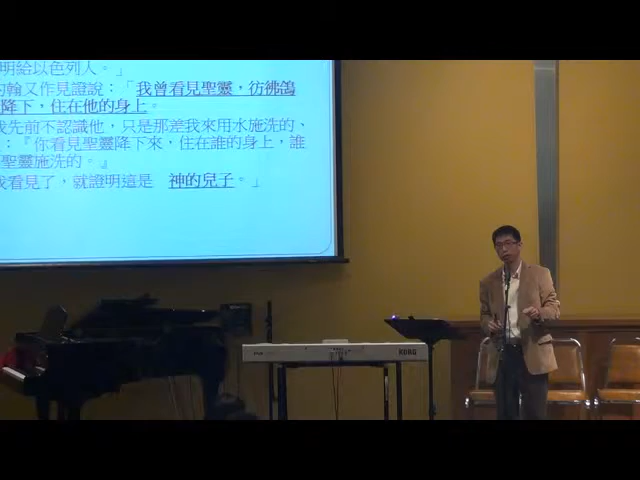 明給以色列人。」
約翰又作見證說：「我曾看見聖靈，彷彿鴿
降下，住在他的身上。
我先前不認識他，只是那差我來用水施洗的、
：『你看見聖靈降下來，住在誰的身上，誰
聖靈施洗的。』
我看見了，就證明這是 神的兒子。」
KORG